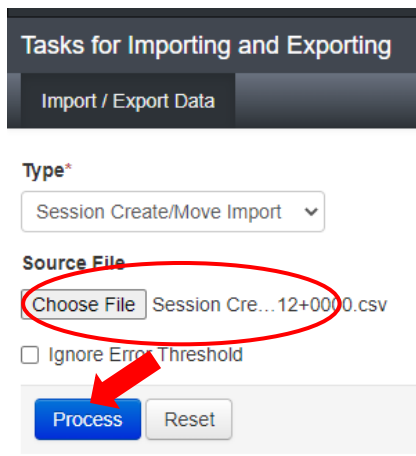 Tasks for Importing and Exporting
Import / Export Data
Type*
Session Create/Move Import
Source File
Choose File Session Cre...12+0000.csv
Ignore Error Threshold
Process Reset